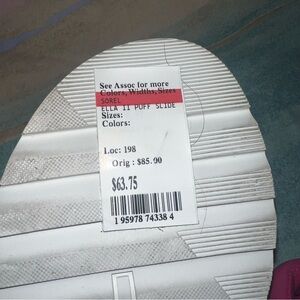 See Assoc for more
Colors, Widths, Sizes
SOREL
ELLA II PUFF SLIDE
Sizes:
Colors:
Loc: 198
Orig : $85.00
$63.75
1 95978 74338 4